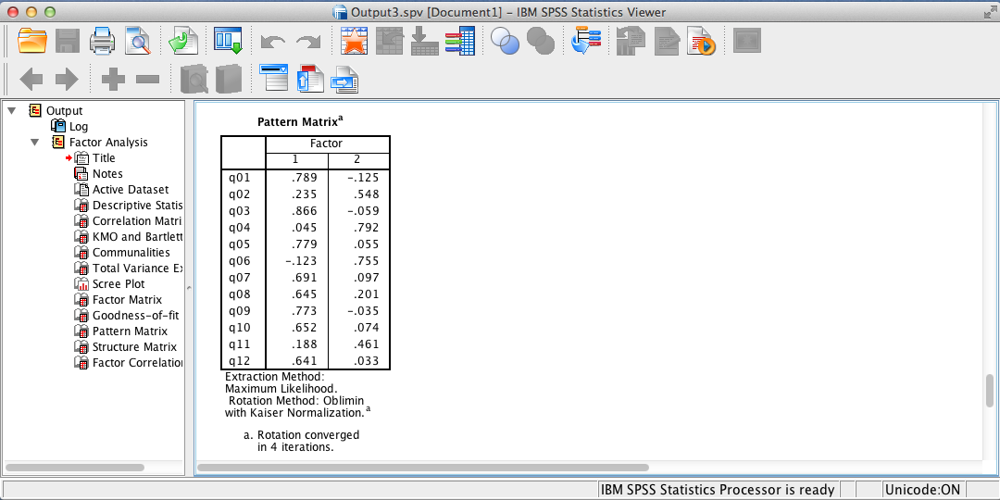 Output3.spv [Document1] – IBM SPSS Statistics Viewer
Output
Log
Factor Analysis
Title
Notes
Active Dataset
Descriptive Statis
Correlation Matri
KMO and Bartlett
Communalities
Total Variance Ex
Scree Plot
Factor Matrix
Goodness-of-fit
Pattern Matrix
Structure Matrix
Factor Correlation
Pattern Matrixa
Factor
1 2
q01 .789 -.125
q02 .235 .548
q03 .866 -.059
q04 .045 .792
q05 .779 .055
q06 -.123 .755
q07 .691 .097
q08 .645 .201
q09 .773 -.035
q10 .652 .074
q11 .188 .461
q12 .641 .033
Extraction Method:
Maximum Likelihood.
Rotation Method: Oblimin
with Kaiser Normalization.a
a. Rotation converged
in 4 iterations.
IBM SPSS Statistics Processor is ready Unicode:ON